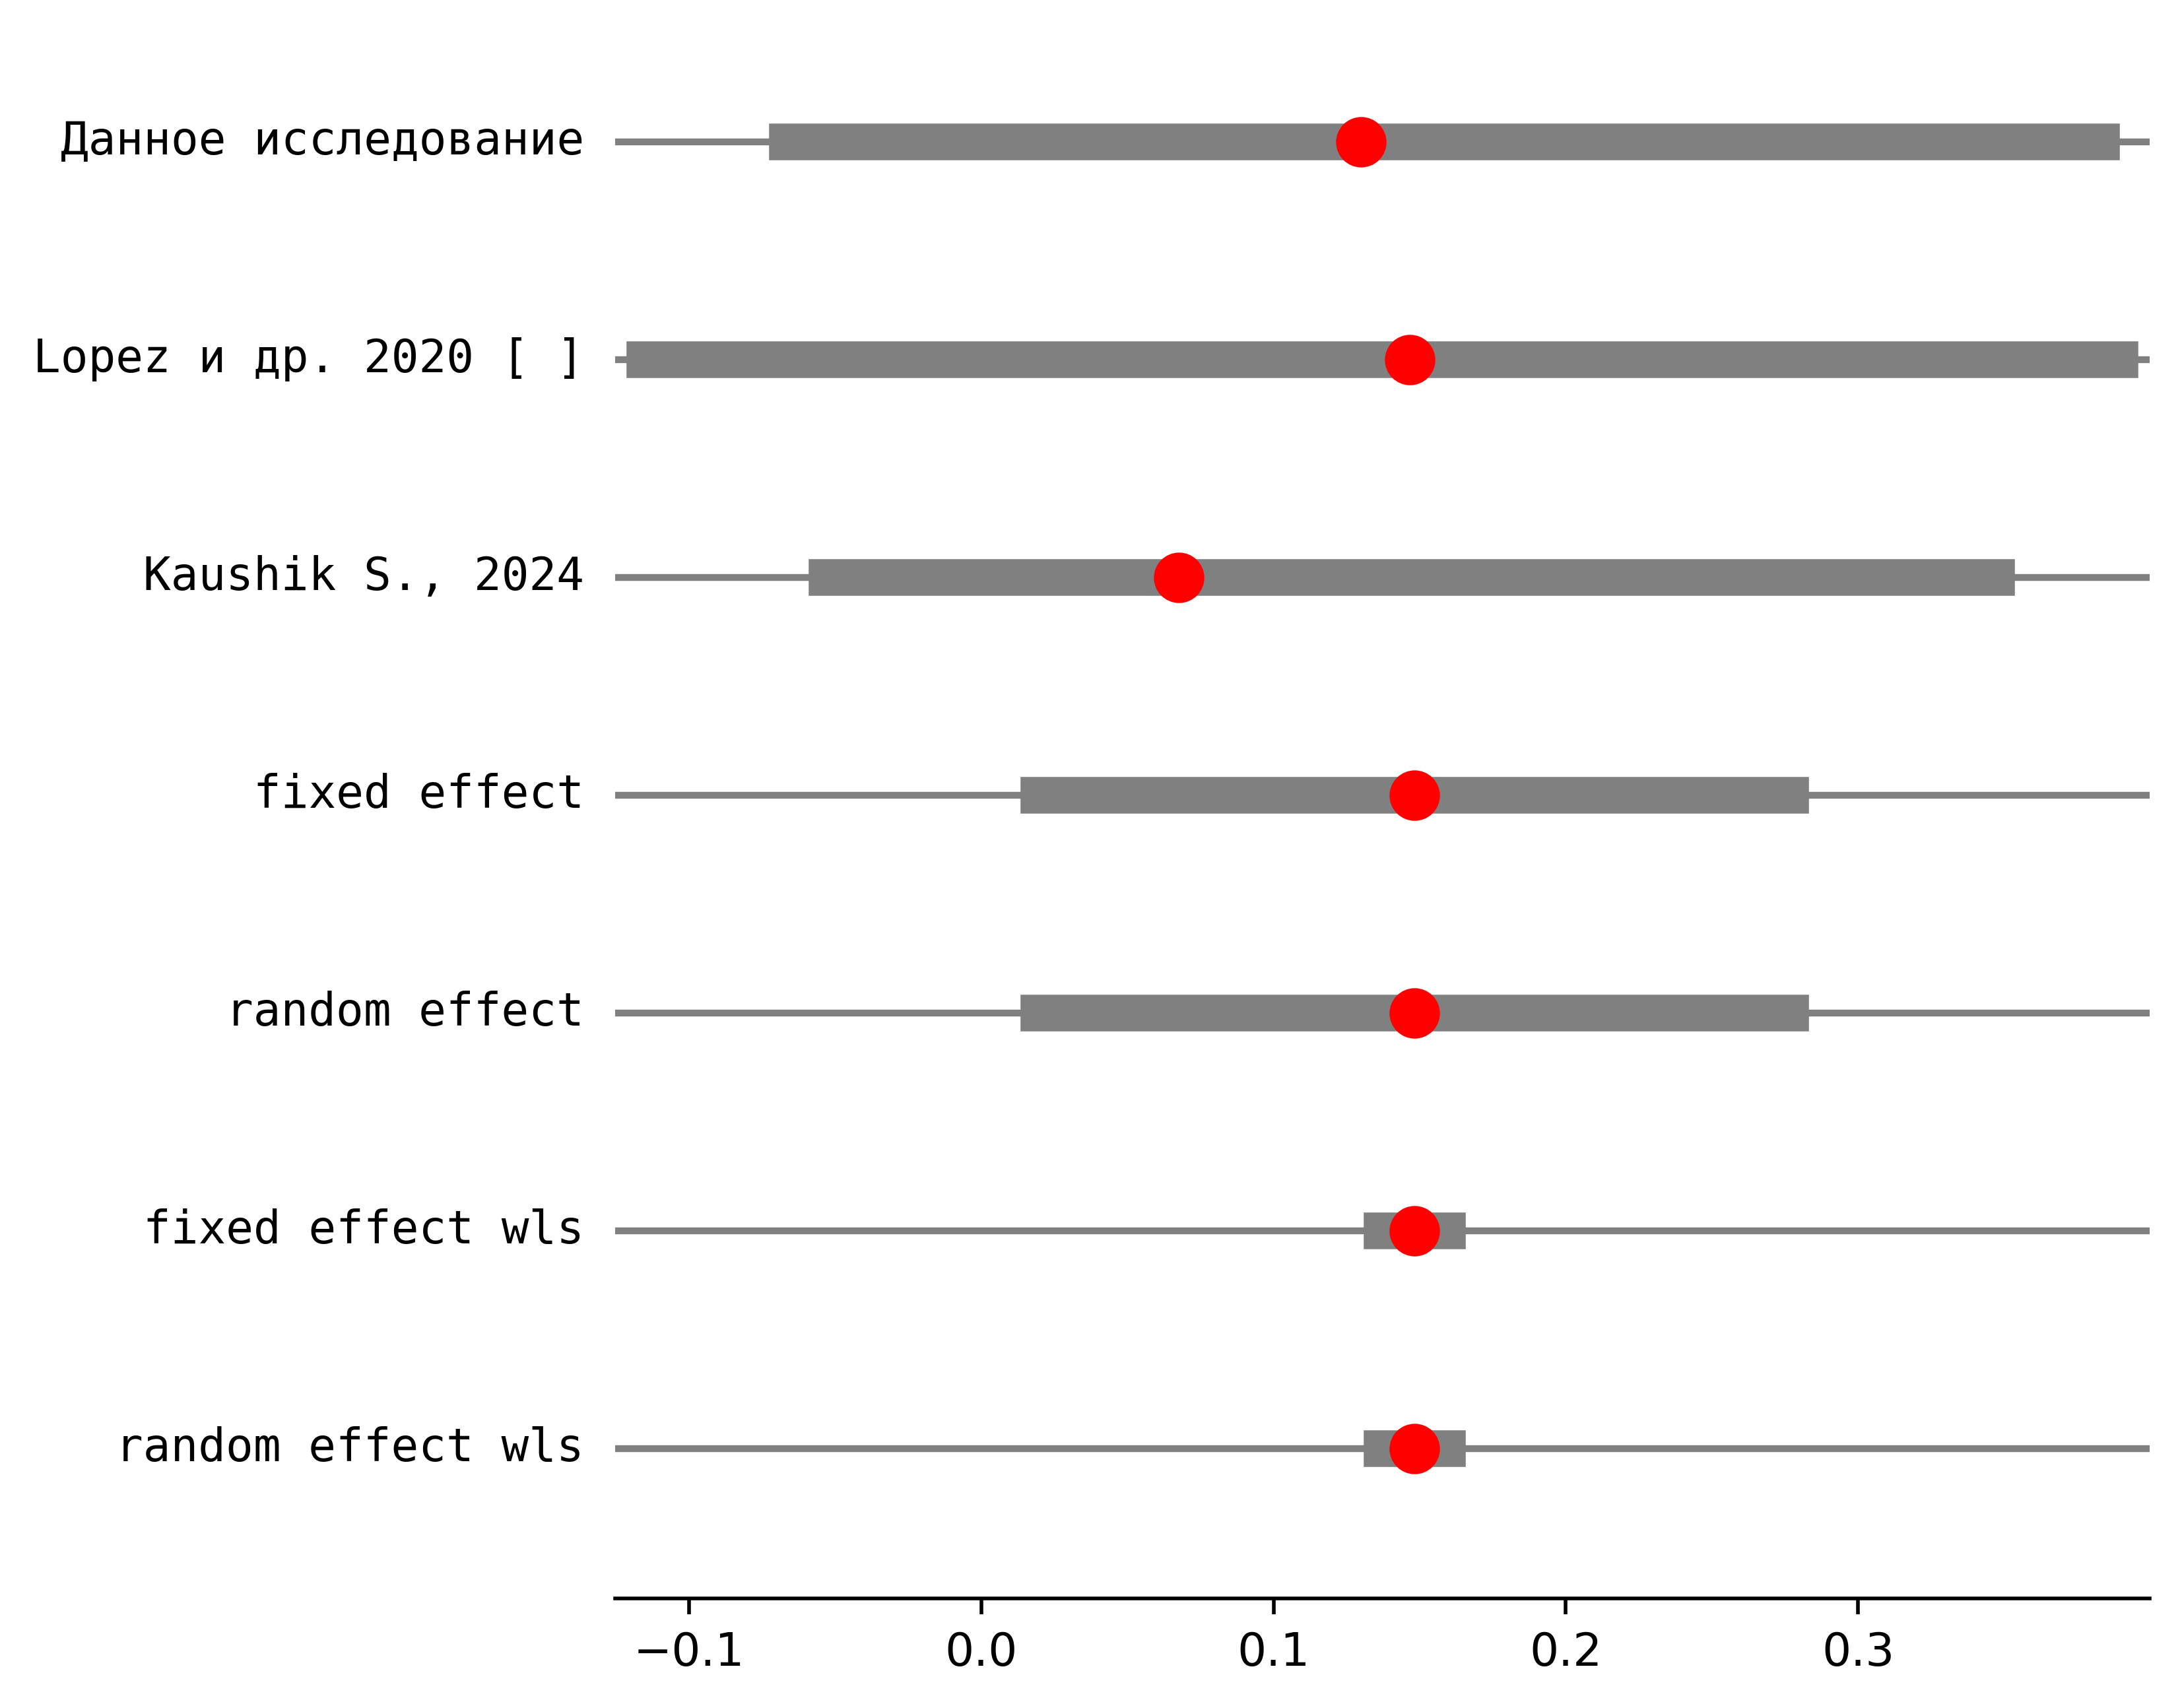 Данное исследование
Lopez и др. 2020 [ ]
Kaushik S., 2024
fixed effect
random effect
fixed effect wls
random effect wls
−0.1 0.0 0.1 0.2 0.3